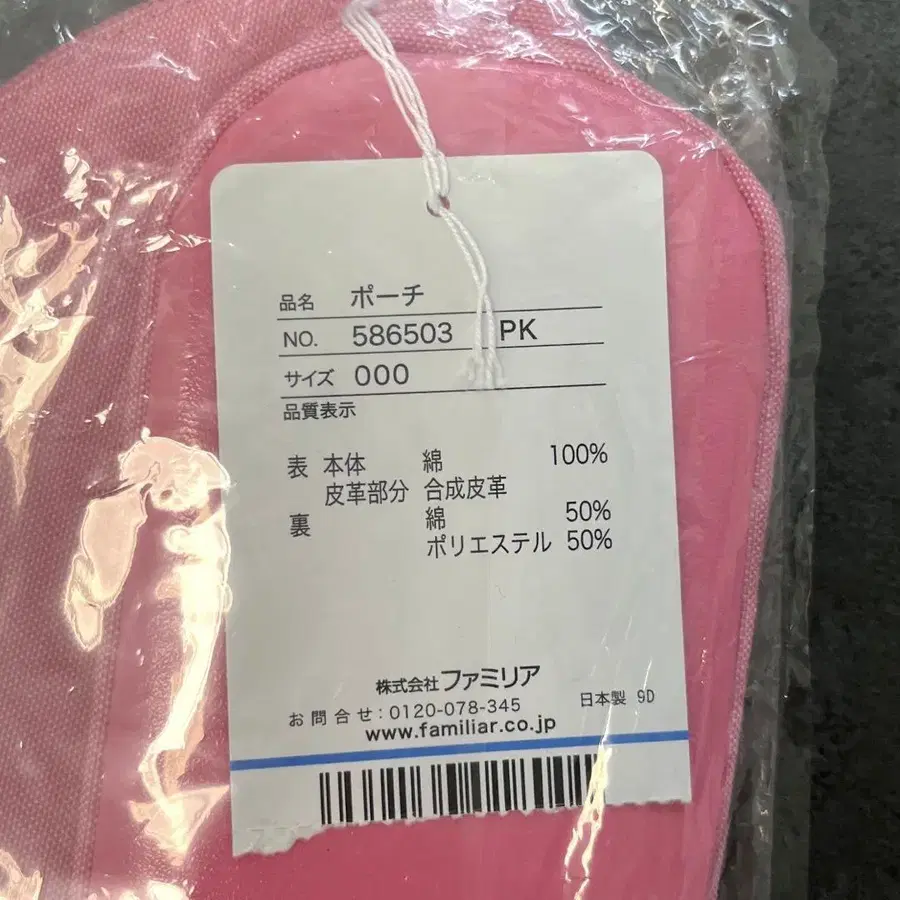 品名 ポーチ
NO. 586503 PK
サイズ 000
品質表示
表 本体 綿 100%
皮革部分 合成皮革
裏 綿 50%
ポリエステル 50%
株式会社ファミリア
お問合せ:0120-078-345 日本製 9D
www.familiar.co.jp